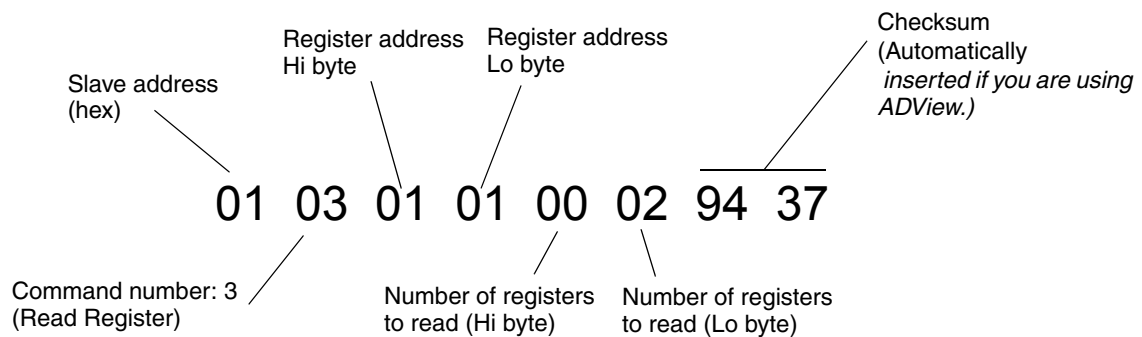 Checksum
(Automatically
inserted if you are using
ADView.)
Register address
Hi byte
Register address
Lo byte
Slave address
(hex)
01 03 01 01 00 02 94 37
Command number: 3
(Read Register)
Number of registers
to read (Hi byte)
Number of registers
to read (Lo byte)